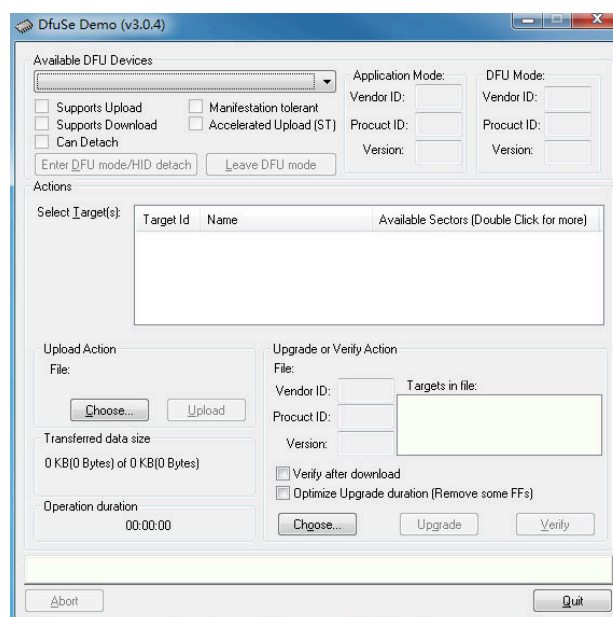 DfuSe Demo (v3.0.4)
Available DFU Devices
Application Mode:
DFU Mode:
Supports Upload
Manifestation tolerant
Vendor ID:
Vendor ID:
Supports Download
Accelerated Upload (ST)
Procuct ID:
Procuct ID:
Can Detach
Version:
Version:
Enter DFU mode/HID detach
Leave DFU mode
Actions
Select Target(s):
Target Id
Name
Available Sectors (Double Click for more)
Upload Action
File:
Choose...
Upload
Transferred data size
0 KB(0 Bytes) of 0 KB(0 Bytes)
Operation duration
00:00:00
Upgrade or Verify Action
File:
Vendor ID:
Targets in file:
Procuct ID:
Version:
Verify after download
Optimize Upgrade duration (Remove some FFs)
Choose...
Upgrade
Verify
Abort
Quit